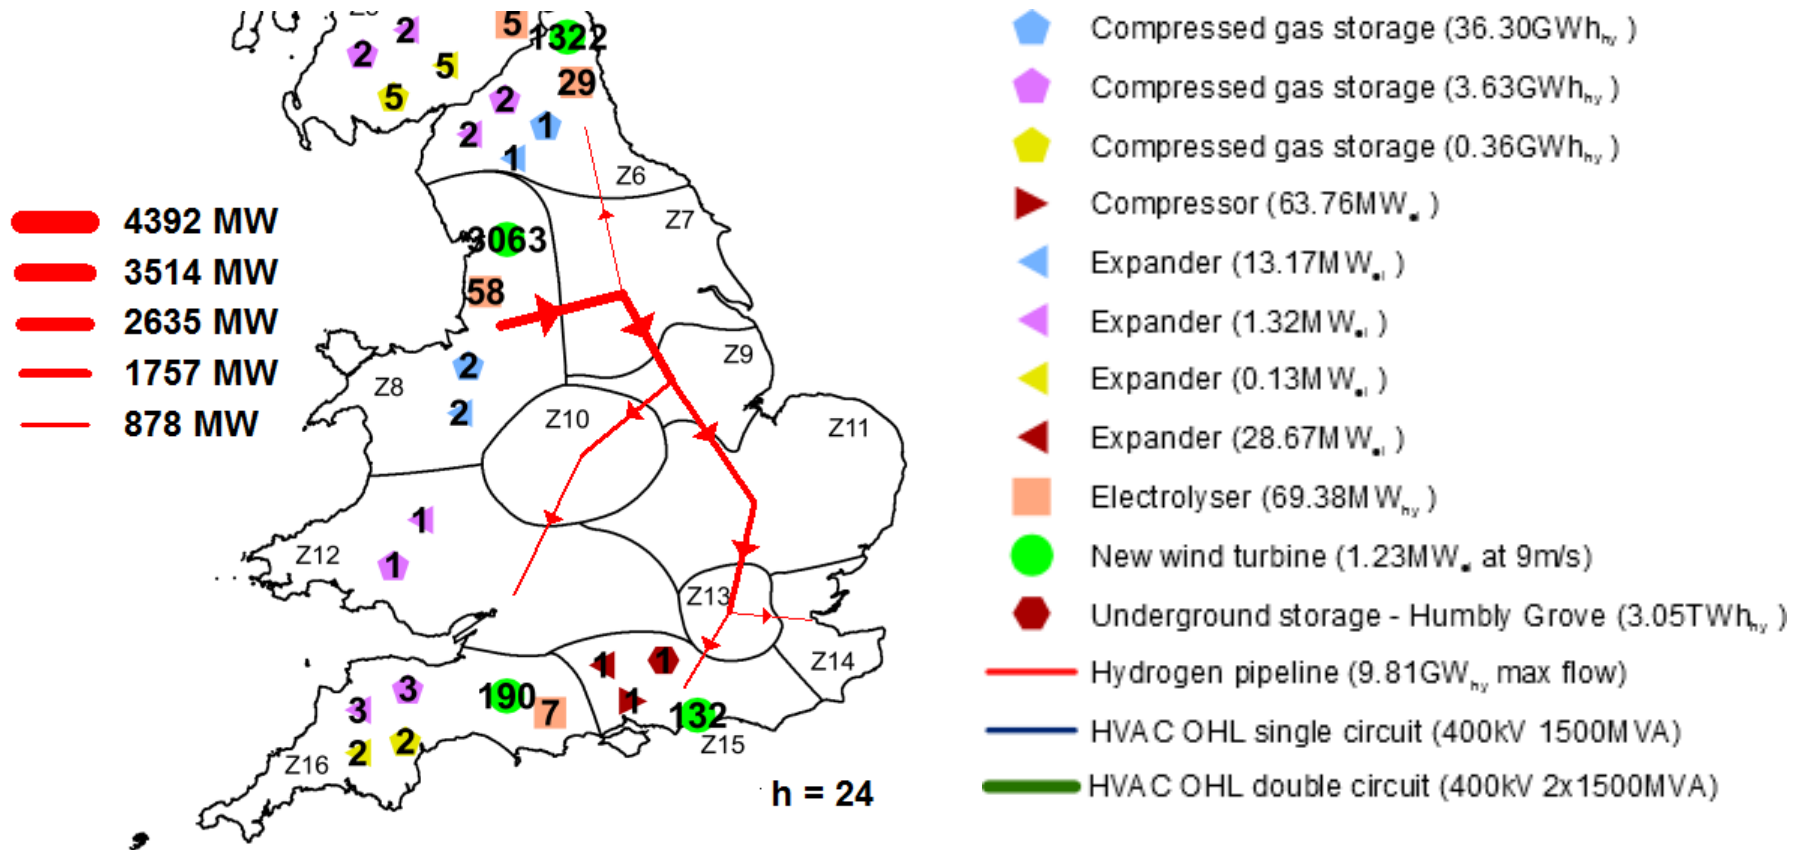 5
1322
2
2
5
5
29
2
1
2
1
Z6
Z7
3063
58
4392 MW
3514 MW
2635 MW
1757 MW
878 MW
Z9
2
Z8
2
Z10
Z11
1
Z12
1
Z13
Z14
1
1
1
3
3
190
7
132
Z15
2
2
Z16
h = 24
Compressed gas storage (36.30GWhhy )
Compressed gas storage (3.63GWhhy )
Compressed gas storage (0.36GWhhy )
Compressor (63.76MWel )
Expander (13.17MWel )
Expander (1.32MWel )
Expander (0.13MWel )
Expander (28.67MWel )
Electrolyser (69.38MWhy )
New wind turbine (1.23MWel at 9m/s)
Underground storage - Humbly Grove (3.05TWhhy )
Hydrogen pipeline (9.81GWhy max flow)
HVAC OHL single circuit (400kV 1500MVA)
HVAC OHL double circuit (400kV 2x1500MVA)